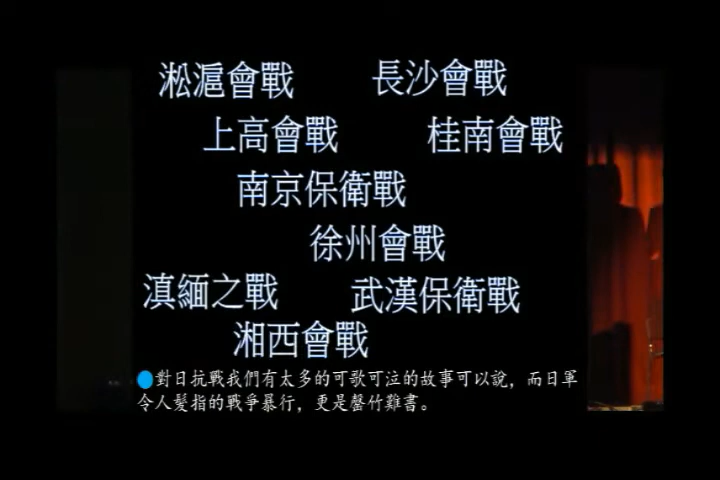 淞滬會戰 長沙會戰
上高會戰 桂南會戰
南京保衛戰
徐州會戰
滇緬之戰 武漢保衛戰
湘西會戰
對日抗戰我們有太多的可歌可泣的故事可以說，而日軍
令人髮指的戰爭暴行，更是罄竹難書。